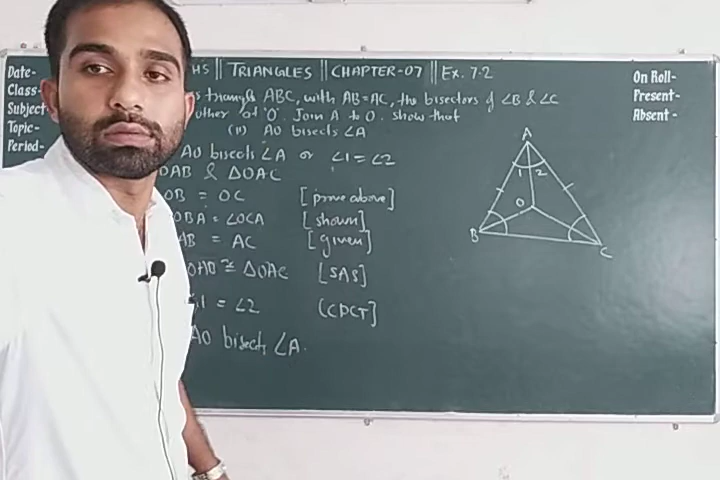 HS || TRIANGLES || CHAPTER-07 || Ex. 7.2
Date-
Class-
Subject
Topic-
Period-
On Roll-
Present-
Absent -
s triangle ABC, with AB=AC, the bisectors of ∠B & ∠C
other at 'O'. Join A to O. show that
(ii) AO bisects ∠A
AO bisects ∠A or ∠1 = ∠2
OAB & ΔOAC
OB = OC [prove above]
OBA = ∠OCA [shown]
AB = AC [given]
≅ ΔOAC [SAS]
1 = ∠2 (CPCT]
AO bisects ∠A.
A
1 2
O
B
C